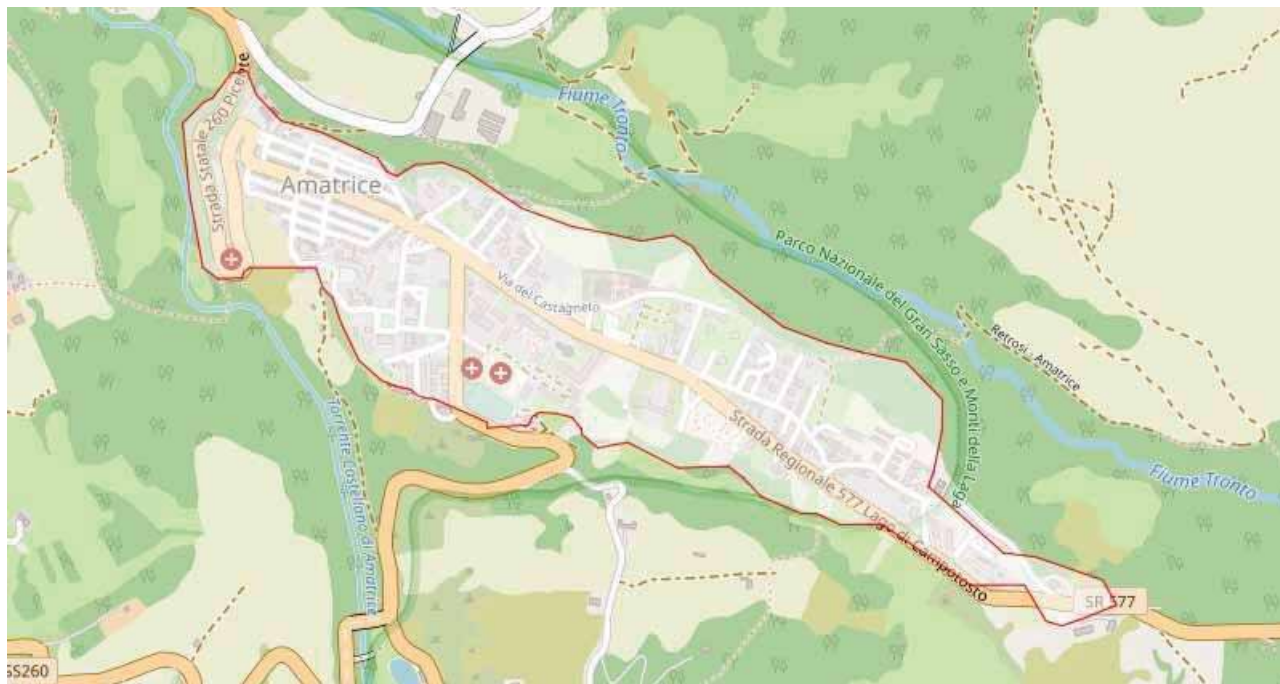 Strada Statale 260 Picente
Fiume Tronto
Amatrice
Parco Nazionale del Gran Sasso e Monti della Laga
Via del Castagneto
Retrosi - Amatrice
Torrente Castellano di Amatrice
Strada Regionale 577 Lago di Campotosto
Fiume Tronto
SR 577
SS260